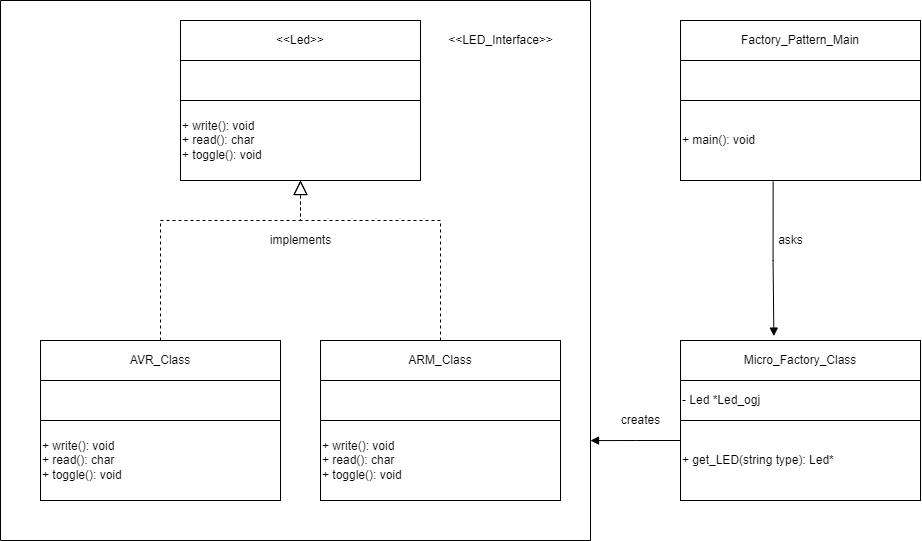 <<Led>>
<<LED_Interface>>
+ write(): void
+ read(): char
+ toggle(): void
implements
AVR_Class
+ write(): void
+ read(): char
+ toggle(): void
ARM_Class
+ write(): void
+ read(): char
+ toggle(): void
Factory_Pattern_Main
+ main(): void
asks
Micro_Factory_Class
- Led *Led_ogj
+ get_LED(string type): Led*
creates